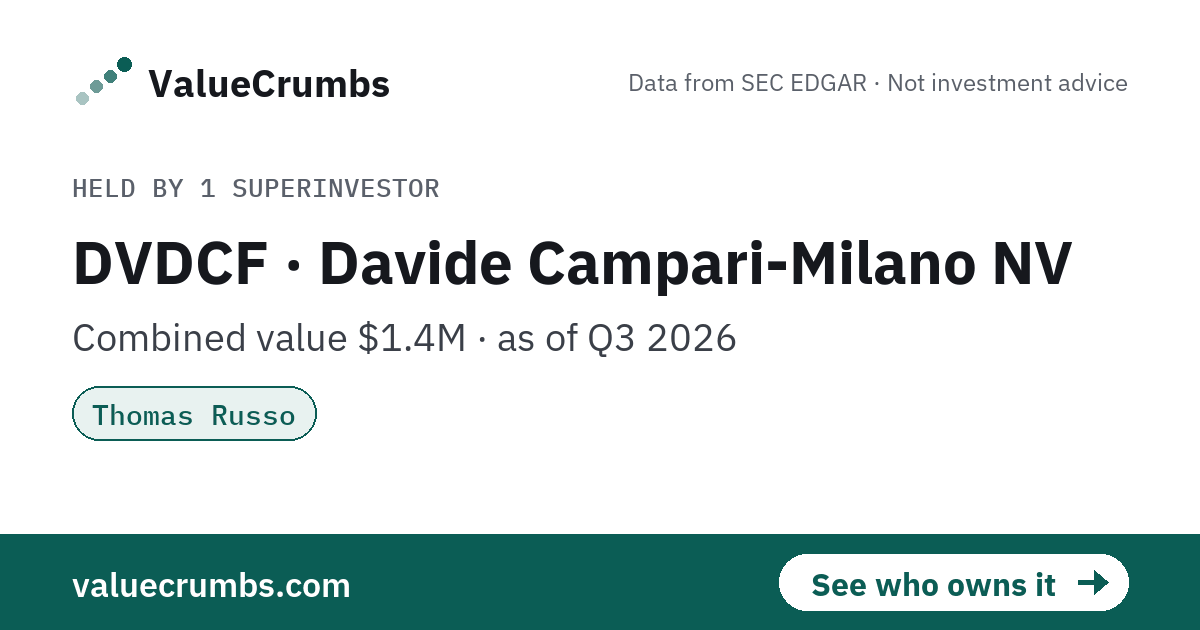 ValueCrumbs
Data from SEC EDGAR · Not investment advice
HELD BY 1 SUPERINVESTOR
DVDCF · Davide Campari-Milano NV
Combined value $1.4M · as of Q3 2026
Thomas Russo
valuecrumbs.com
See who owns it